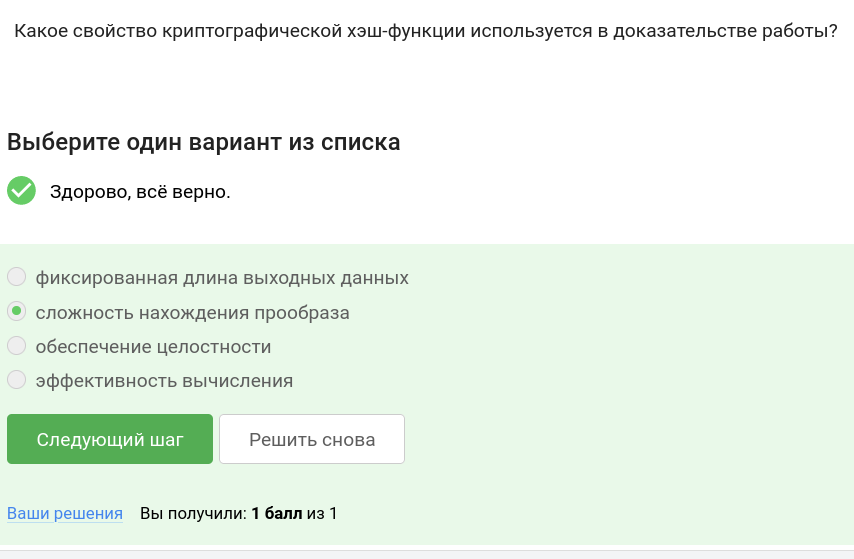 Какое свойство криптографической хэш-функции используется в доказательстве работы?
Выберите один вариант из списка
Здорово, всё верно.
фиксированная длина выходных данных
сложность нахождения прообраза
обеспечение целостности
эффективность вычисления
Следующий шаг Решить снова
Ваши решения Вы получили: 1 балл из 1